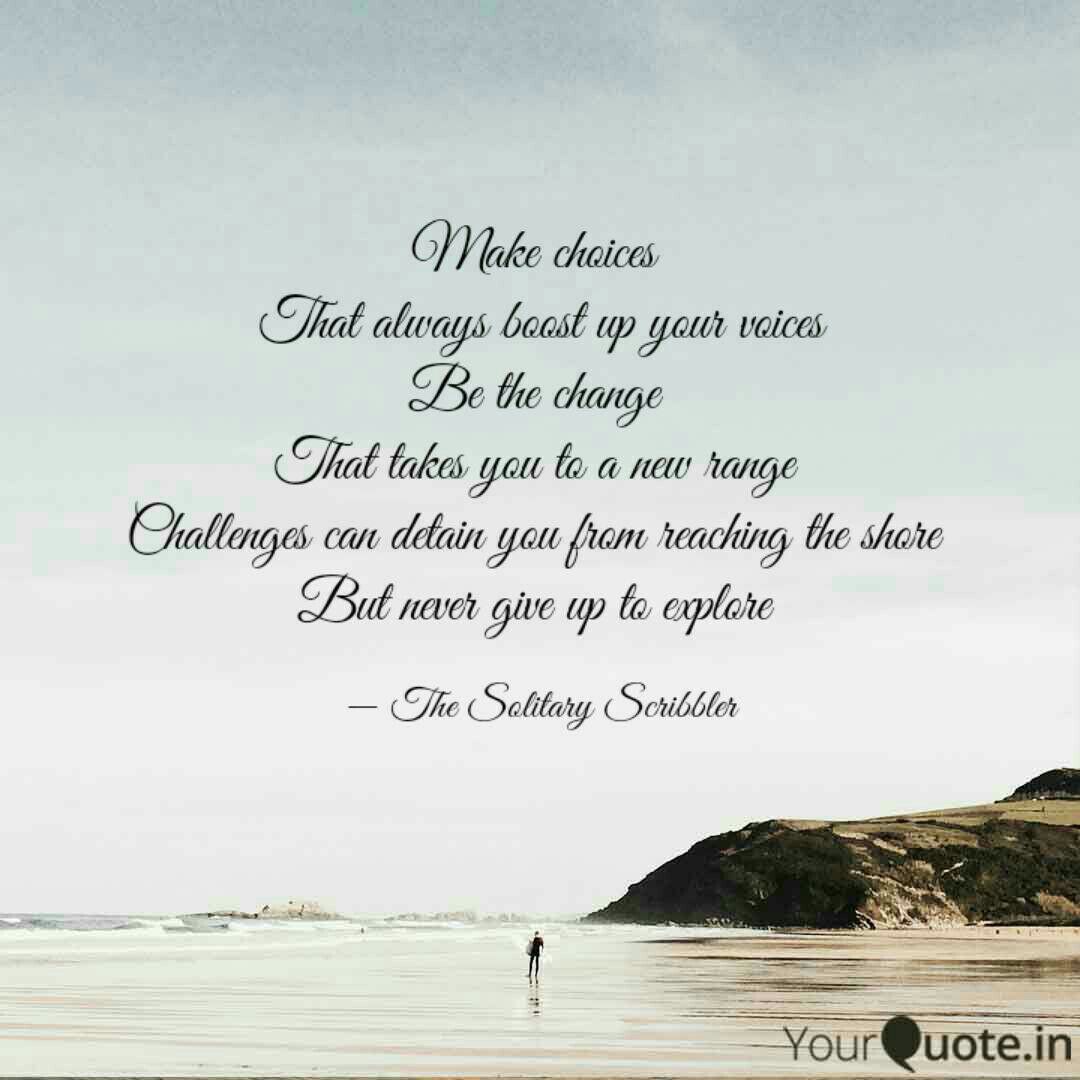 Make choices
That always boost up your voices
Be the change
That takes you to a new range
Challenges can detain you from reaching the shore
But never give up to explore
— The Solitary Scribbler
YourQuote.in